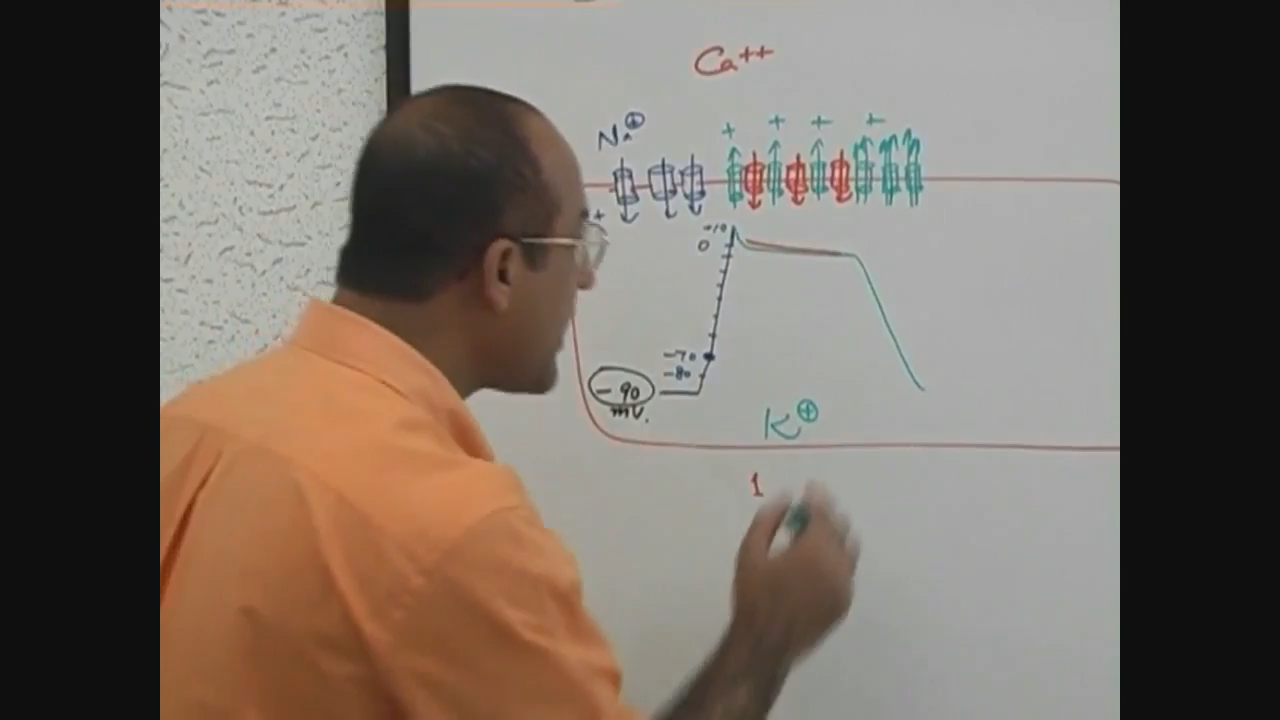 Ca++
Na⊕
+ + + +
+
+10
0
-70
-80
-90
mv.
K⊕
1